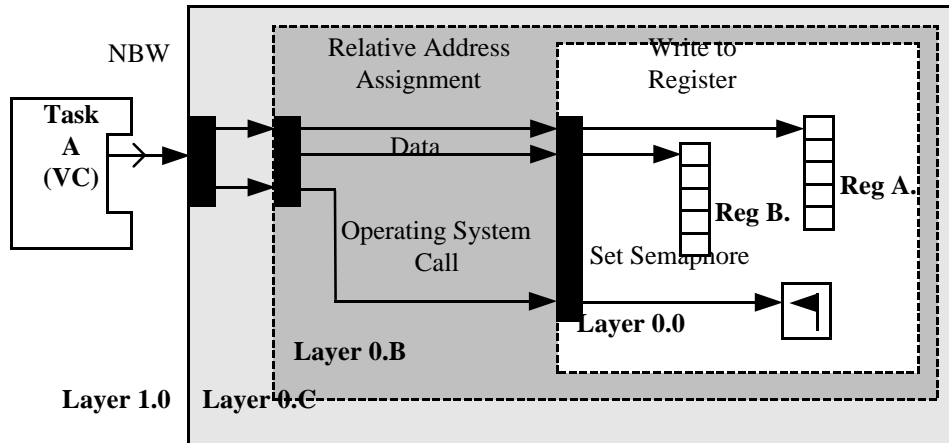 NBW
Relative Address
Assignment
Write to
Register
Task
A
(VC)
Data
Reg A.
Reg B.
Operating System
Call
Set Semaphore
Layer 0.0
Layer 0.B
Layer 1.0
Layer 0.C